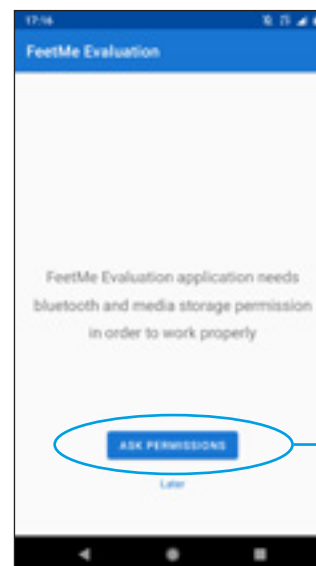 17:16
FeetMe Evaluation
FeetMe Evaluation application needs
bluetooth and media storage permission
in order to work properly
ASK PERMISSIONS
Later